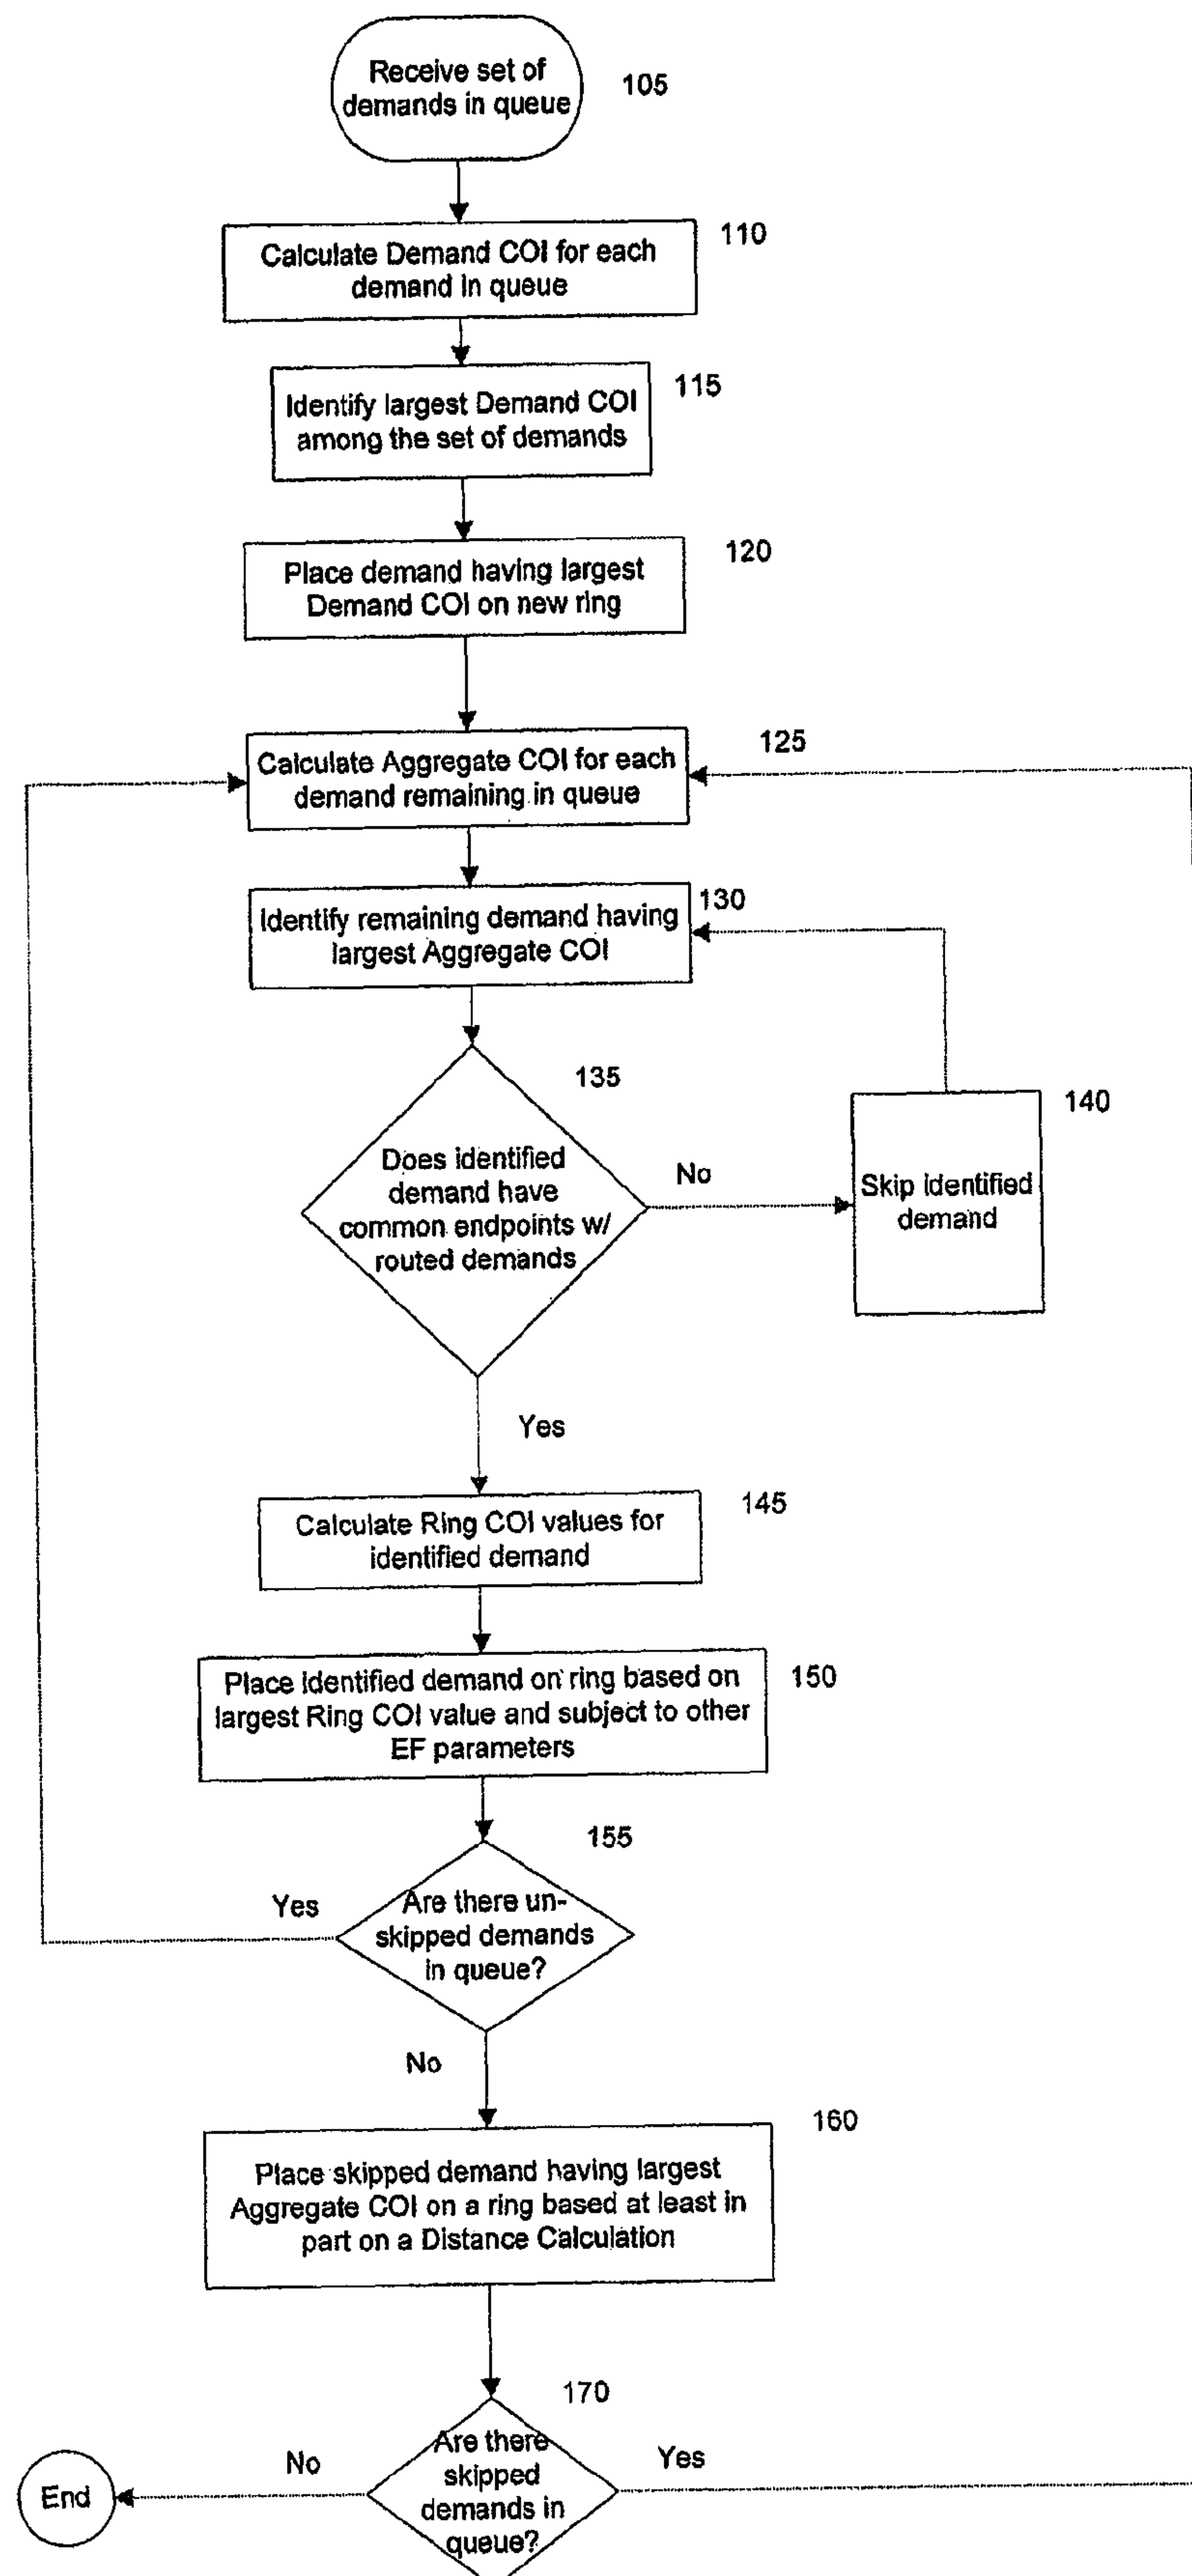 Receive set of
demands in queue
105
Calculate Demand COI for each
demand in queue
110
Identify largest Demand COI
among the set of demands
115
Place demand having largest
Demand COI on new ring
120
Calculate Aggregate COI for each
demand remaining in queue
125
Identify remaining demand having
largest Aggregate COI
130
Does identified
demand have
common endpoints w/
routed demands
135
No
Skip identified
demand
140
Yes
Calculate Ring COI values for
identified demand
145
Place identified demand on ring based on
largest Ring COI value and subject to other
EF parameters
150
Are there un-
skipped demands
in queue?
155
Yes
No
Place skipped demand having largest
Aggregate COI on a ring based at least in
part on a Distance Calculation
160
Are there
skipped
demands in
queue?
170
No
Yes
End